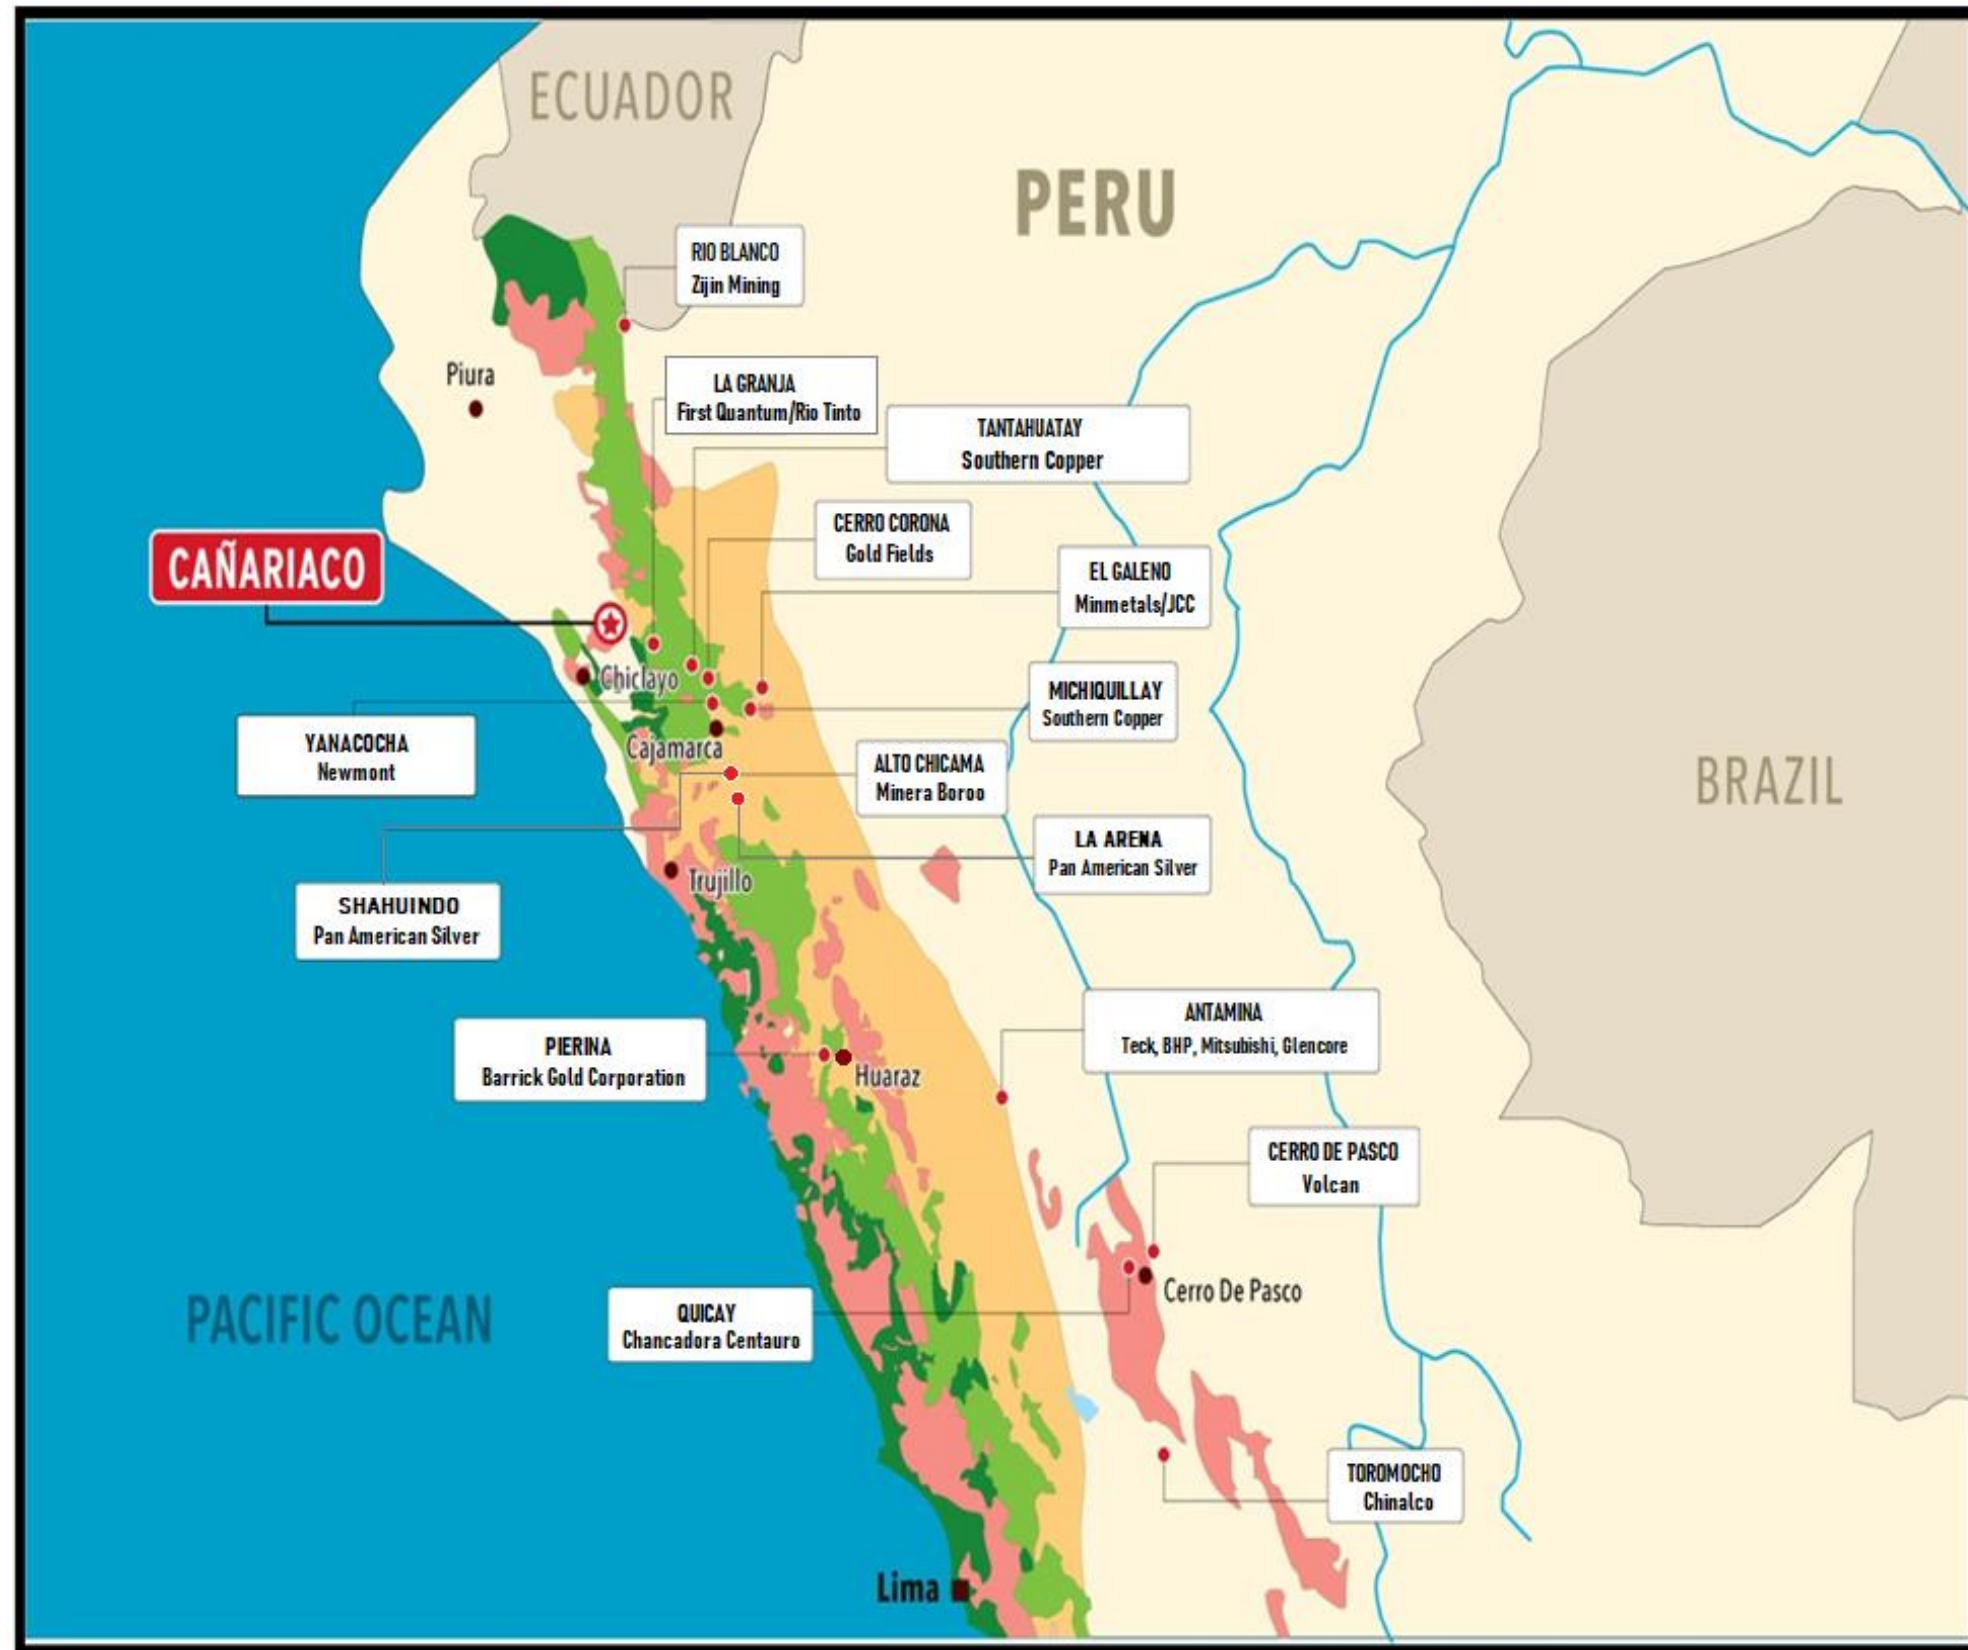 ECUADOR
PERU
RIO BLANCO
Zijin Mining
Piura
LA GRANJA
First Quantum/Rio Tinto
TANTAHUATAY
Southern Copper
CERRO CORONA
Gold Fields
CAÑARIACO
EL GALENO
Minmetals/JCC
Chiclayo
MICHIQUILLAY
Southern Copper
YANACOCHA
Newmont
Cajamarca
ALTO CHICAMA
Minera Boroo
BRAZIL
LA ARENA
Pan American Silver
Trujillo
SHAHUINDO
Pan American Silver
ANTAMINA
Teck, BHP, Mitsubishi, Glencore
PIERINA
Barrick Gold Corporation
Huaraz
CERRO DE PASCO
Volcan
Cerro De Pasco
PACIFIC OCEAN
QUICAY
Chancadora Centauro
TOROMOCHO
Chinalco
Lima